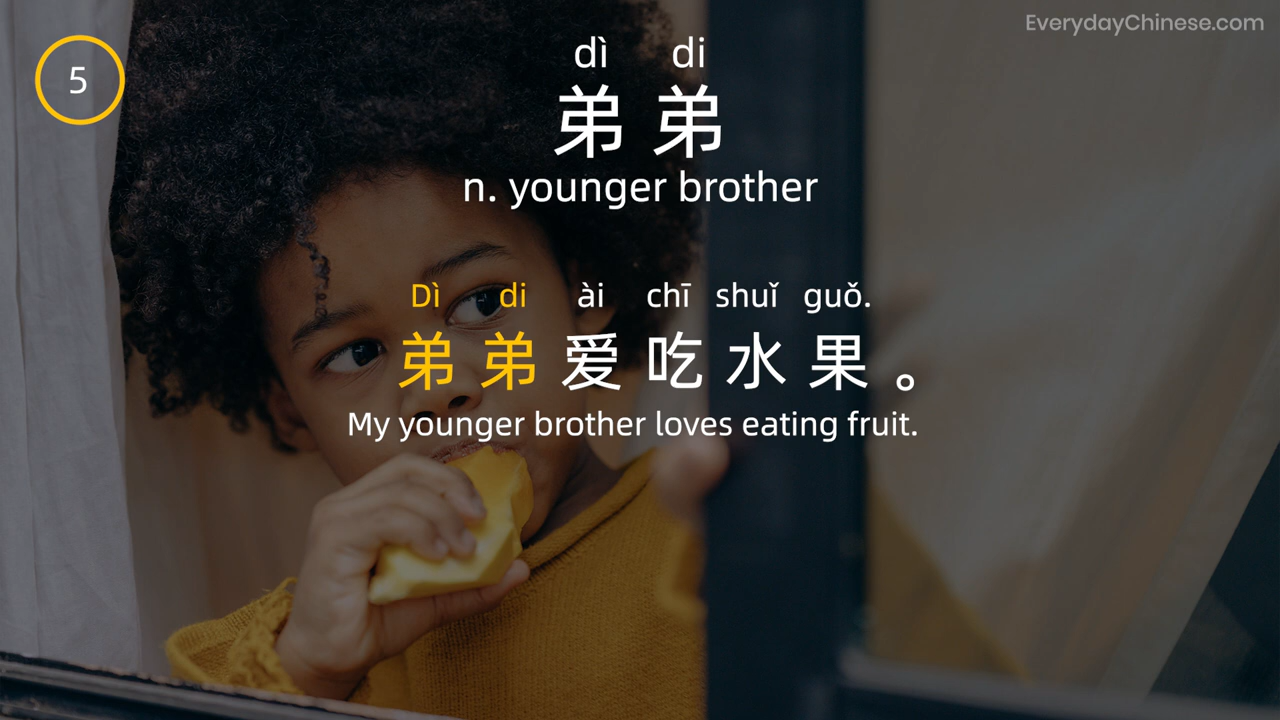 EverydayChinese.com
5
dì di
弟弟
n. younger brother
Dì di ài chī shuǐ guǒ.
弟弟爱吃水果。
My younger brother loves eating fruit.